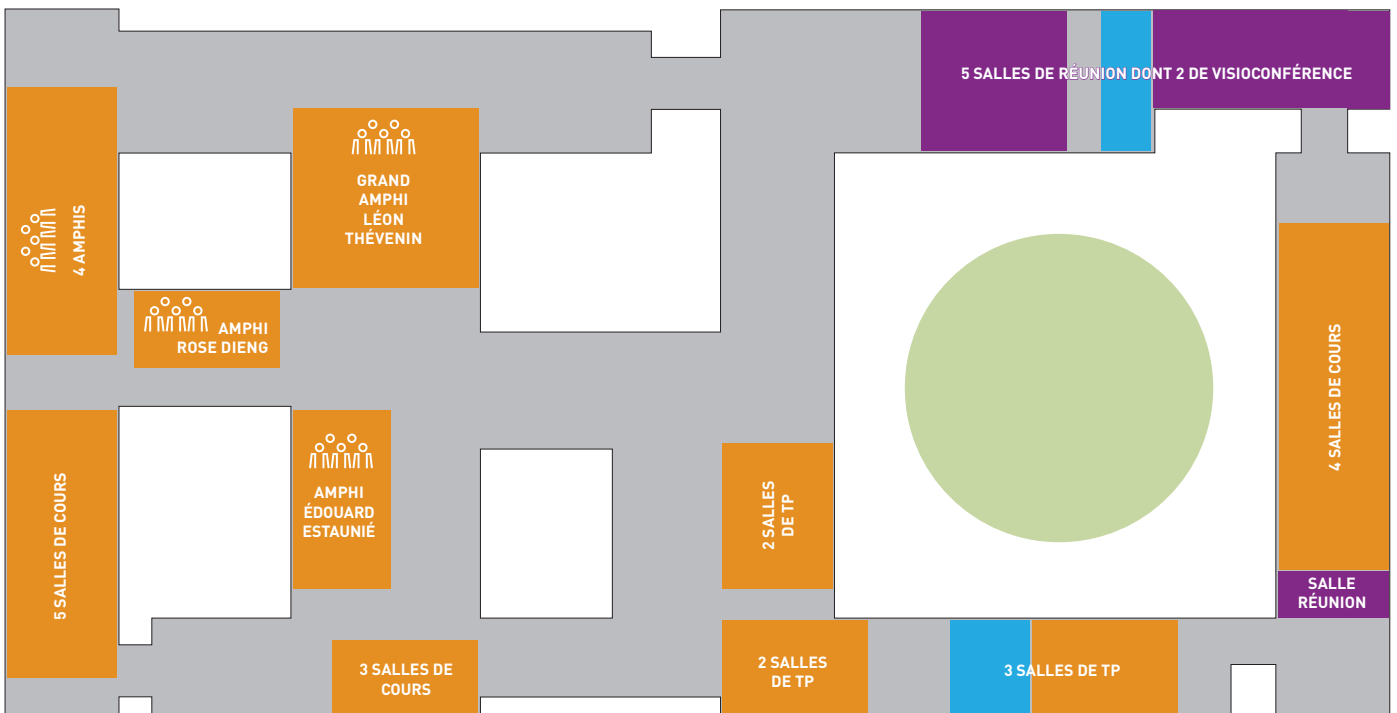 5 SALLES DE RÉUNION DONT 2 DE VISIOCONFÉRENCE
GRAND
AMPHI
LÉON
THÉVENIN
4 AMPHIS
AMPHI
ROSE DIENG
4 SALLES DE COURS
AMPHI
ÉDOUARD
ESTAUNIÉ
2 SALLES
DE TP
5 SALLES DE COURS
SALLE
RÉUNION
3 SALLES DE
COURS
2 SALLES
DE TP
3 SALLES DE TP